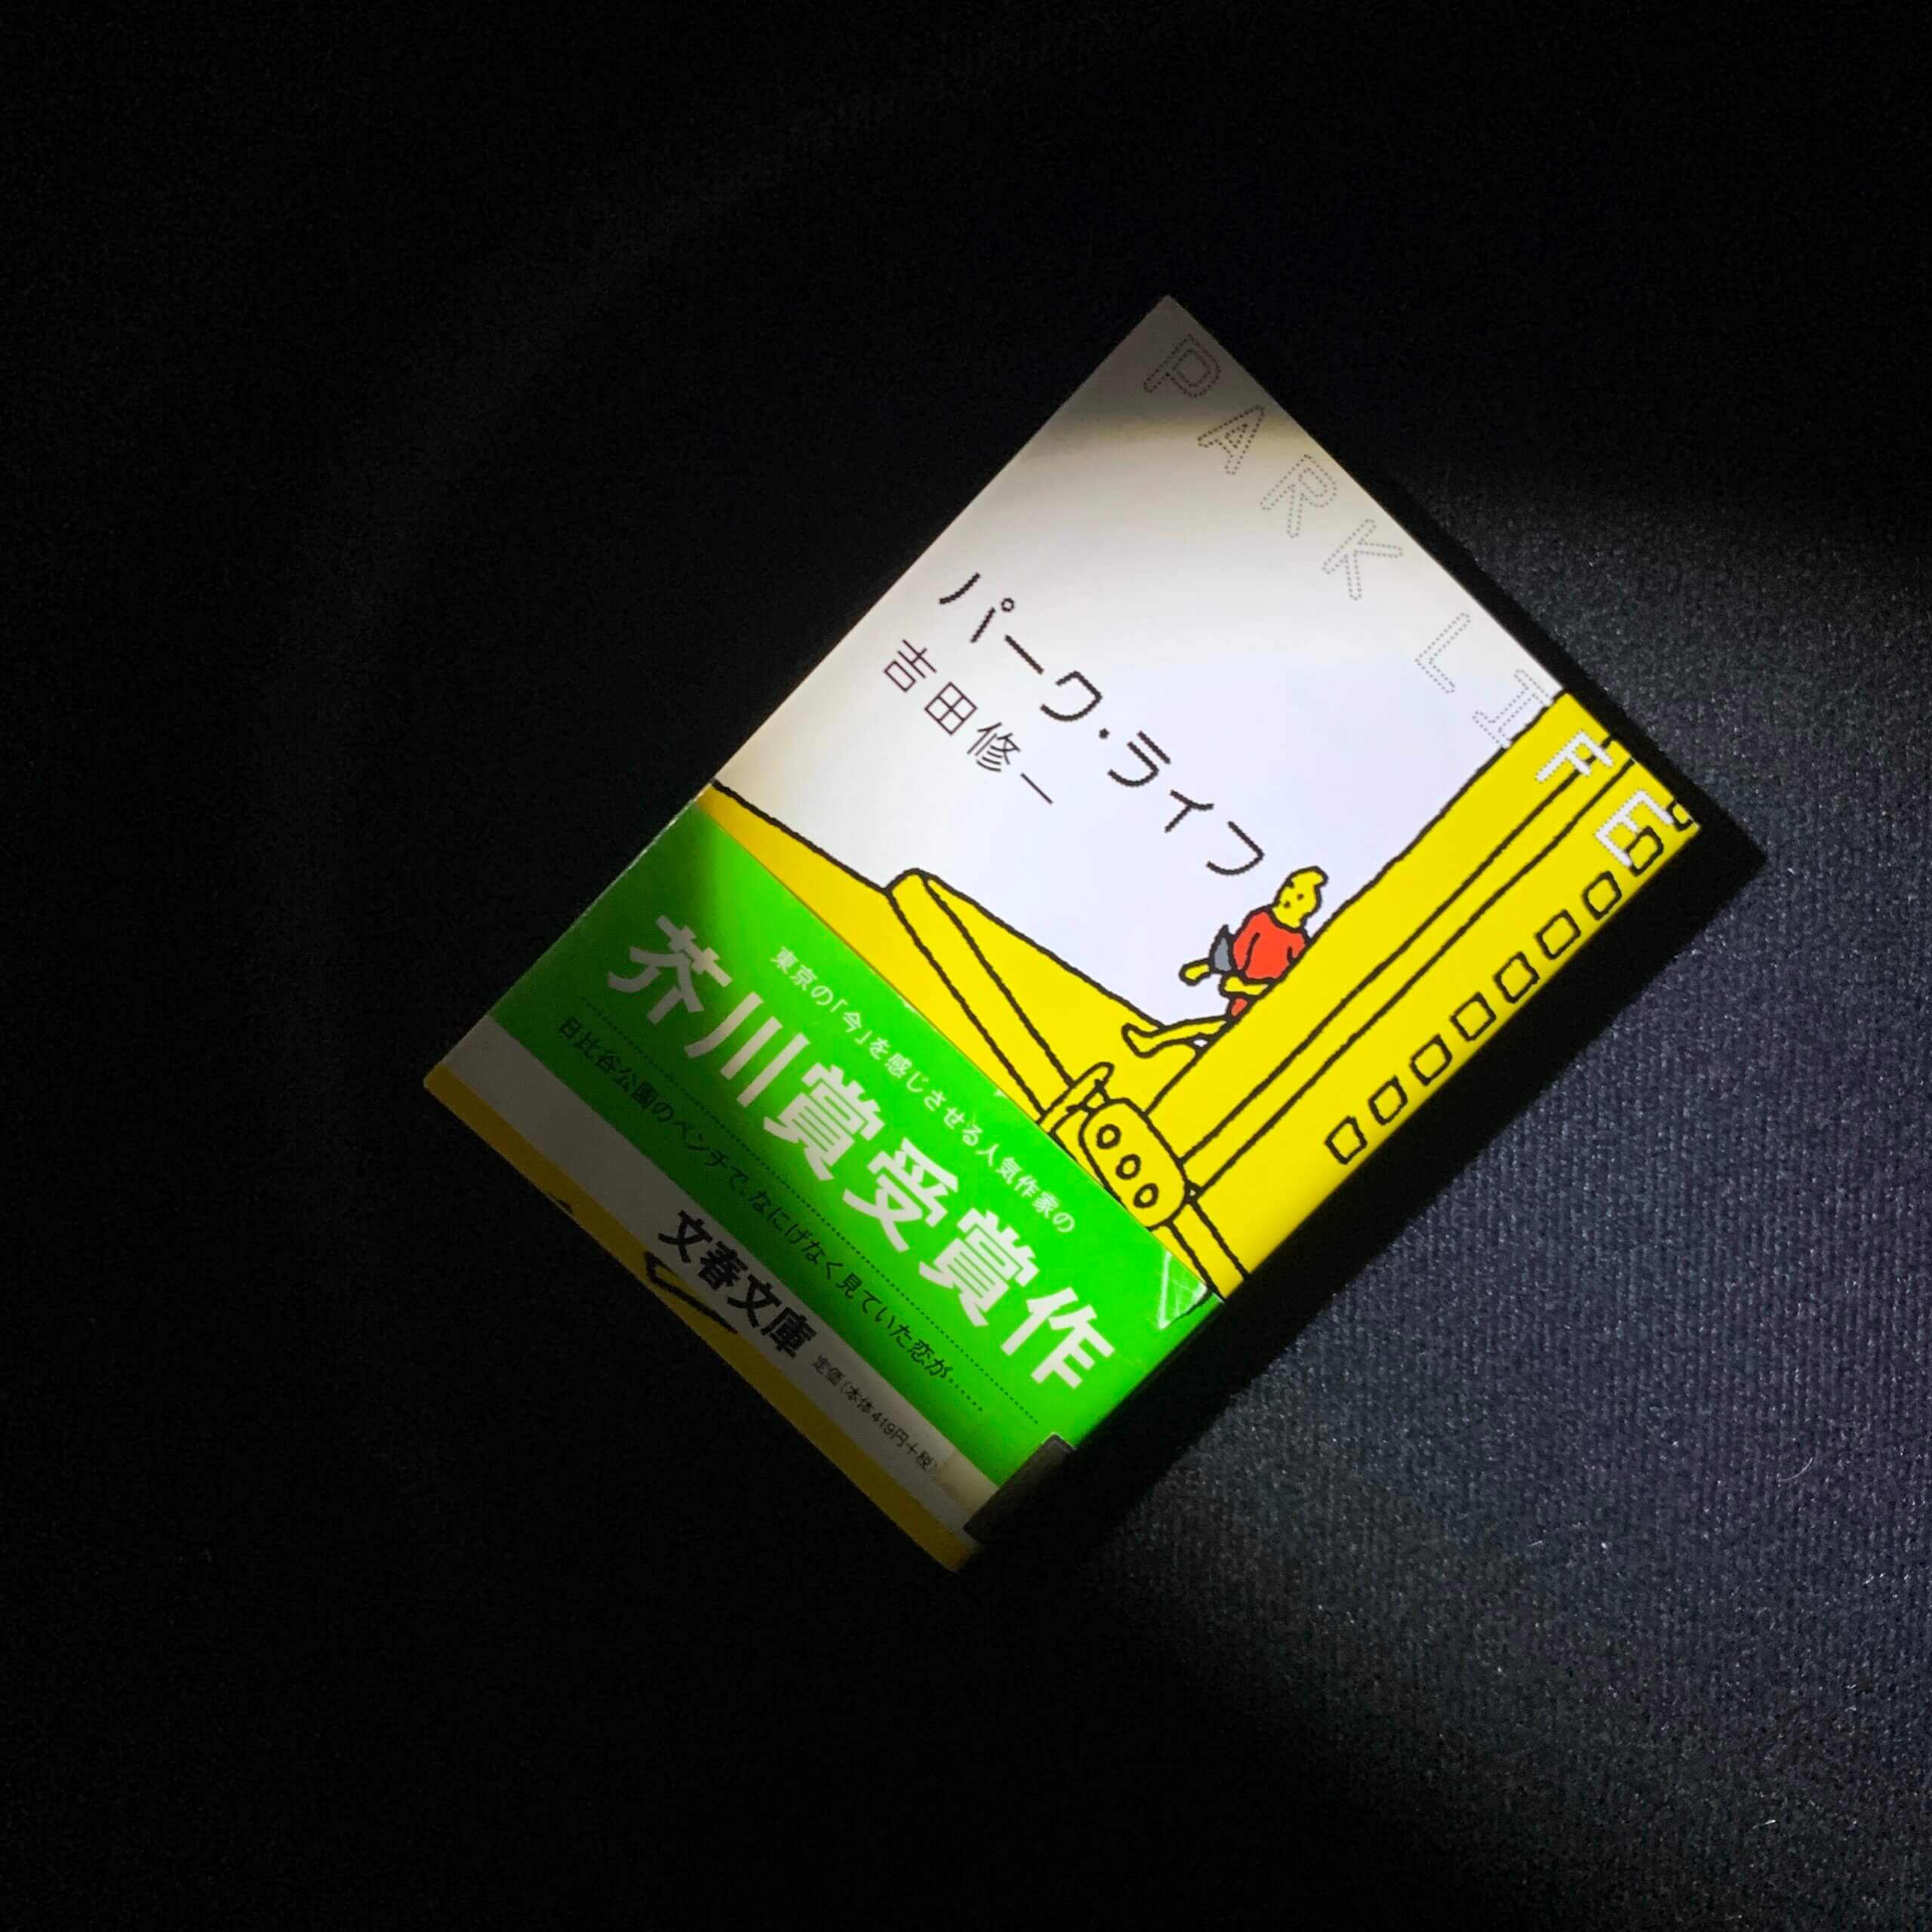 PARK LIFE
パーク・ライフ
吉田修一
東京の「今」を感じさせる人気作家の
芥川賞受賞作
日比谷公園のベンチで、なにげなく見ていた恋が……
文春文庫
定価(本体419円+税)